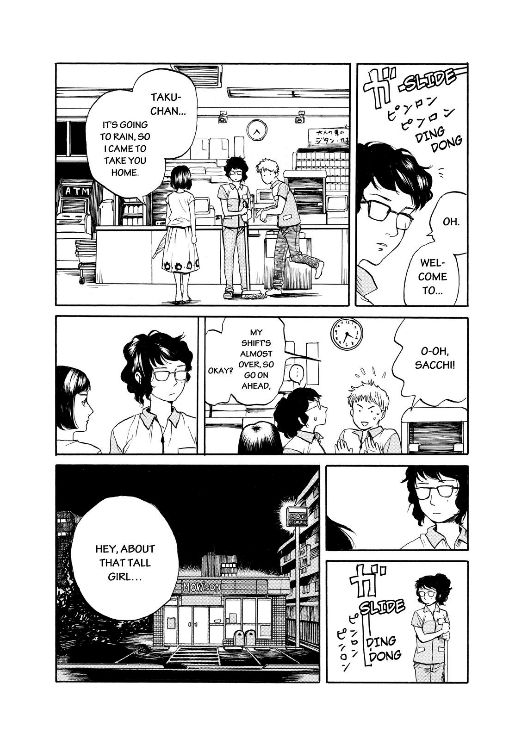 ガ
SLIDE
ピンロン
ピンロン
DING
DONG
OH.
WEL-
COME
TO...
TAKU-
CHAN...
IT'S GOING
TO RAIN, SO
I CAME TO
TAKE YOU
HOME.
ATM
O-OH,
SACCHI!
MY
SHIFT'S
ALMOST
OVER, SO
GO ON
AHEAD,
OKAY?
ガ
SLIDE
ピンロン
ピンロン
DING
DONG
HEY, ABOUT
THAT TALL
GIRL...